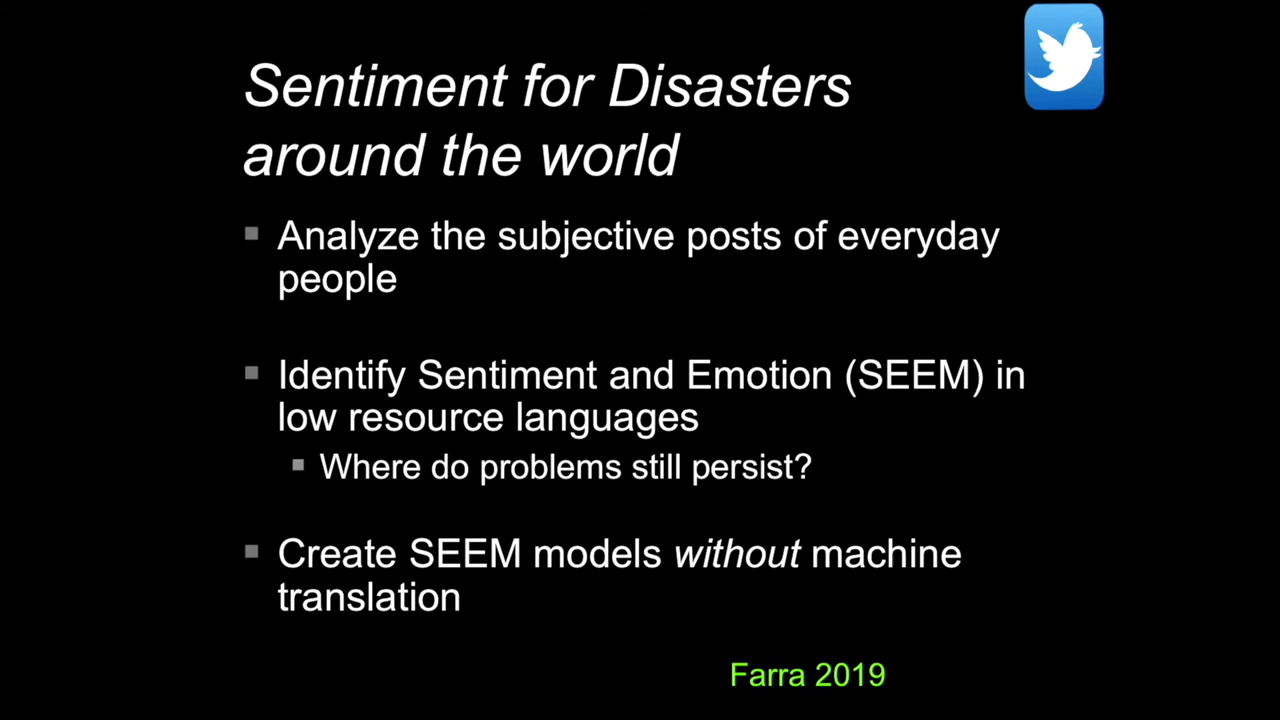 Sentiment for Disasters
around the world
▪ Analyze the subjective posts of everyday
people
▪ Identify Sentiment and Emotion (SEEM) in
low resource languages
▪ Where do problems still persist?
▪ Create SEEM models without machine
translation
Farra 2019